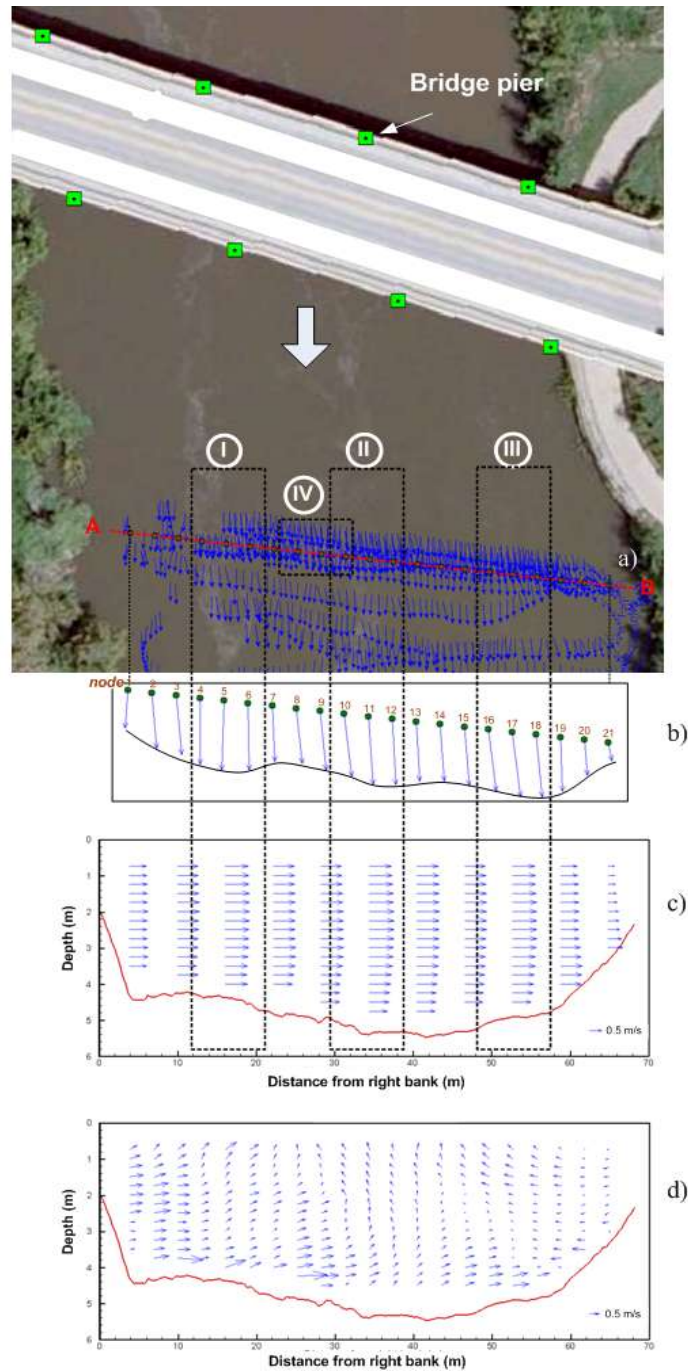 Bridge pier
I
II
III
IV
A
a)
B
node
1 2 3 4 5 6 7 8 9 10 11 12 13 14 15 16 17 18 19 20 21
b)
0
1
2
3
4
5
6
Depth (m)
c)
0.5 m/s
0 10 20 30 40 50 60 70
Distance from right bank (m)
0
1
2
3
4
5
6
Depth (m)
d)
0.5 m/s
0 10 20 30 40 50 60 70
Distance from right bank (m)